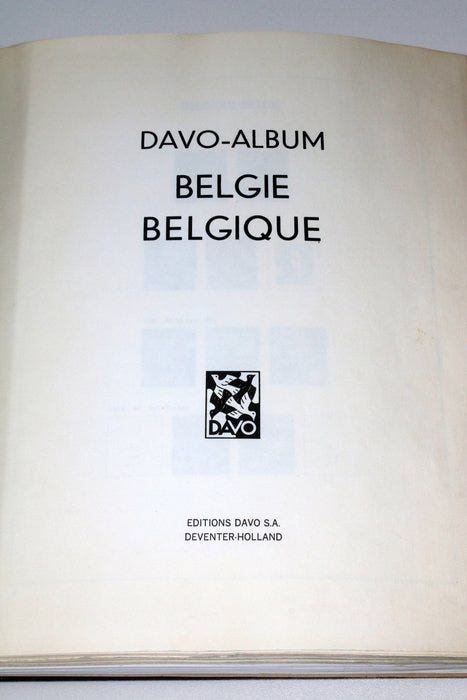 DAVO-ALBUM
BELGIE
BELGIQUE
DAVO
EDITIONS DAVO S.A.
DEVENTER-HOLLAND